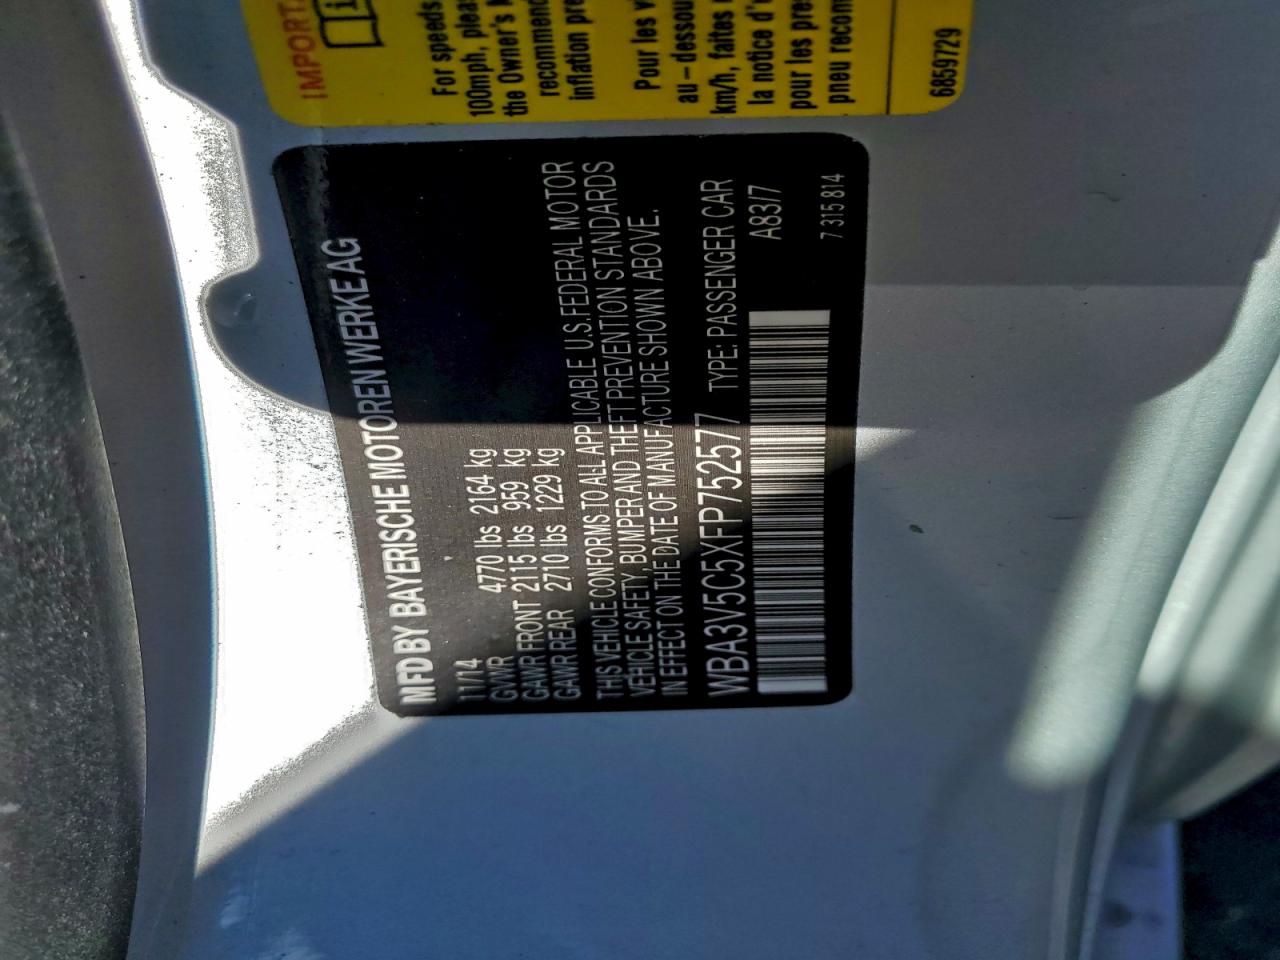 IMPORTA
i
For speeds
100mph, pleas
the Owner's M
recommend
inflation pre
Pour les v
au-dessou
km/h, faites
la notice d'u
pour les pre
pneu recom
6859729
MFD BY BAYERISCHE MOTOREN WERKE AG
11/14
GVWR 4770 lbs 2164 kg
GAWR FRONT 2115 lbs 959 kg
GAWR REAR 2710 lbs 1229 kg
THIS VEHICLE CONFORMS TO ALL APPLICABLE U.S. FEDERAL MOTOR
VEHICLE SAFETY, BUMPER AND THEFT PREVENTION STANDARDS
IN EFFECT ON THE DATE OF MANUFACTURE SHOWN ABOVE.
WBA3V5C5XFP752577 TYPE: PASSENGER CAR
A83/7
7 315 814